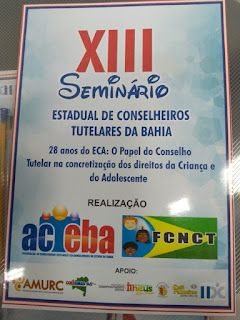 XIII
SEMINÁRIO
ESTADUAL DE CONSELHEIROS
TUTELARES DA BAHIA
28 anos do ECA: O Papel do Conselho
Tutelar na concretização dos direitos da Criança e
do Adolescente
REALIZAÇÃO
acteba
FCNCT
APOIO:
AMURC